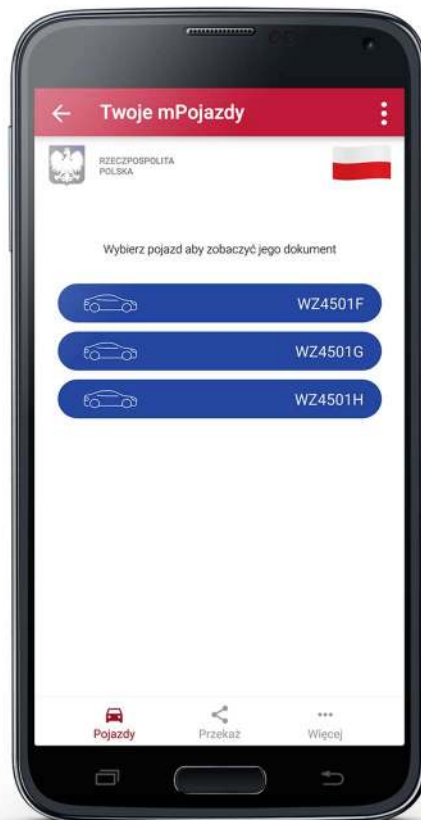 Twoje mPojazdy
RZECZPOSPOLITA
POLSKA
Wybierz pojazd aby zobaczyć jego dokument
WZ4501F
WZ4501G
WZ4501H
Pojazdy
Przekaż
Więcej